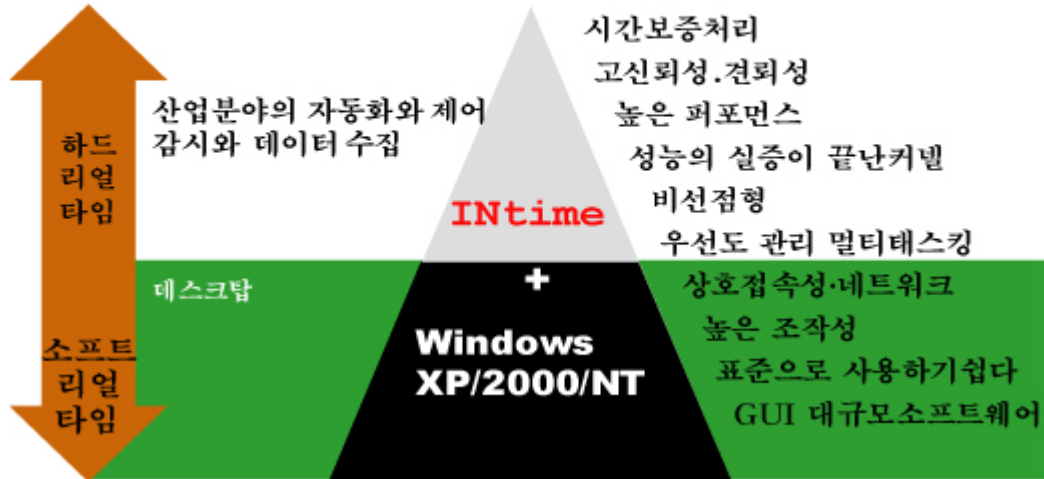 하드
리얼
타임
산업분야의 자동화와 제어
감시와 데이터 수집
INtime
시간보증처리
고신뢰성.견뢰성
높은 퍼포먼스
성능의 실증이 끝난커넬
비선점형
우선도 관리 멀티태스킹
소프트
리얼
타임
데스크탑
+
Windows
XP/2000/NT
상호접속성·네트워크
높은 조작성
표준으로 사용하기쉽다
GUI 대규모소프트웨어